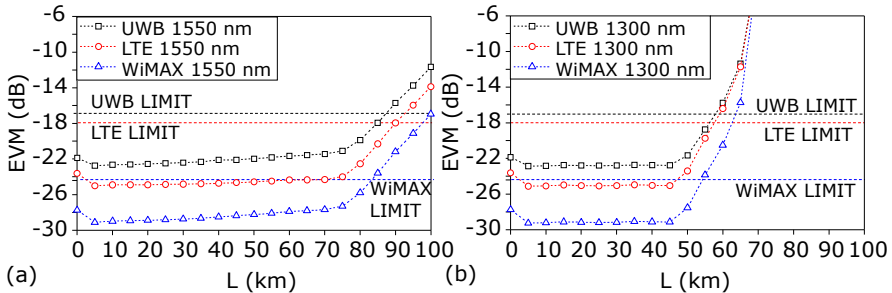 -6
-10
-14
-18
-22
-26
-30
EVM (dB)
UWB 1550 nm
LTE 1550 nm
WiMAX 1550 nm
UWB LIMIT
LTE LIMIT
WiMAX
LIMIT
0 10 20 30 40 50 60 70 80 90 100
L (km)
(a)
-6
-10
-14
-18
-22
-26
-30
EVM (dB)
UWB 1300 nm
LTE 1300 nm
WiMAX 1300 nm
UWB LIMIT
LTE LIMIT
WiMAX LIMIT
0 10 20 30 40 50 60 70 80 90 100
L (km)
(b)